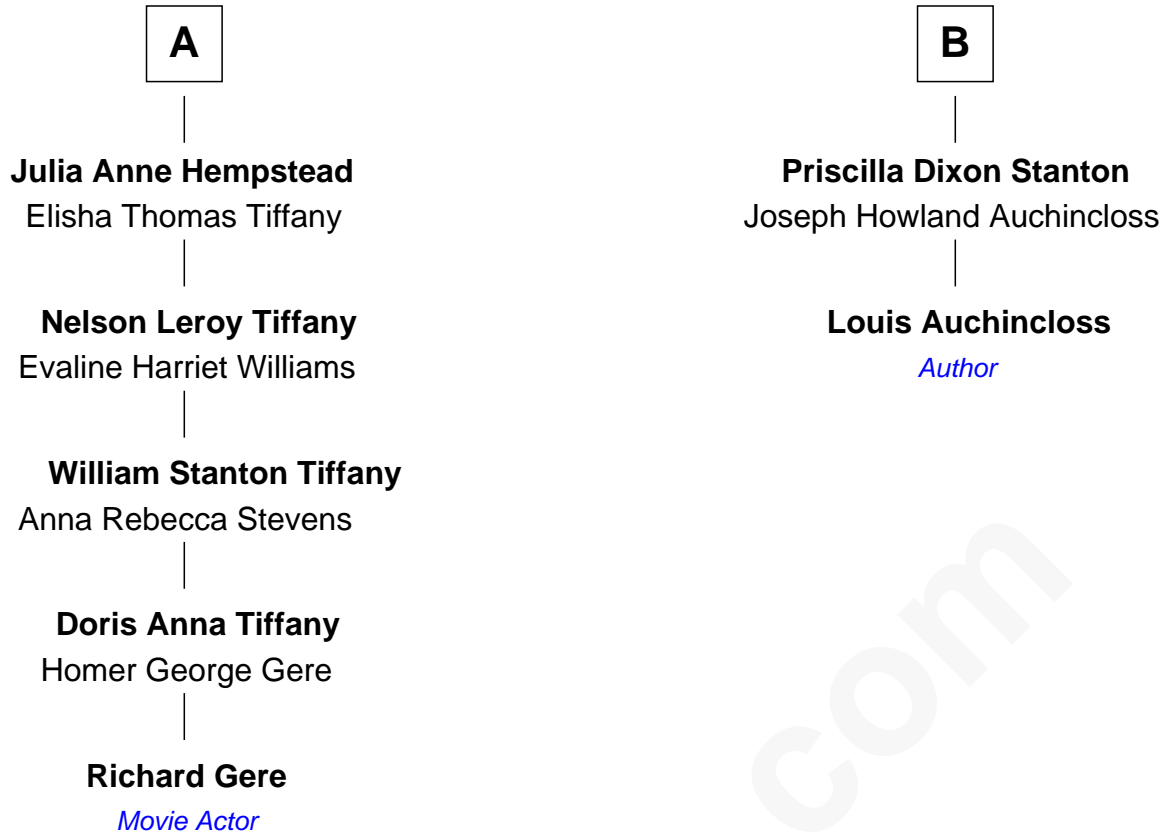 A
Julia Anne Hempstead
Elisha Thomas Tiffany
Nelson Leroy Tiffany
Evaline Harriet Williams
William Stanton Tiffany
Anna Rebecca Stevens
Doris Anna Tiffany
Homer George Gere
Richard Gere
Movie Actor
B
Priscilla Dixon Stanton
Joseph Howland Auchincloss
Louis Auchincloss
Author
com